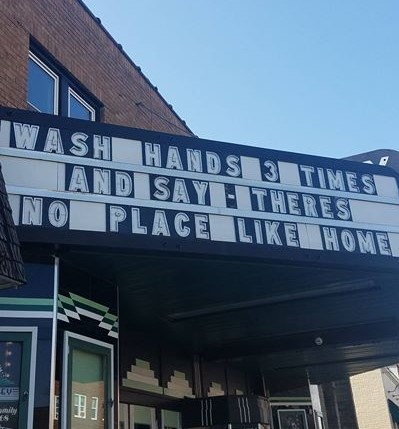 WASH HANDS 3 TIMES
AND SAY - THERES
NO PLACE LIKE HOME